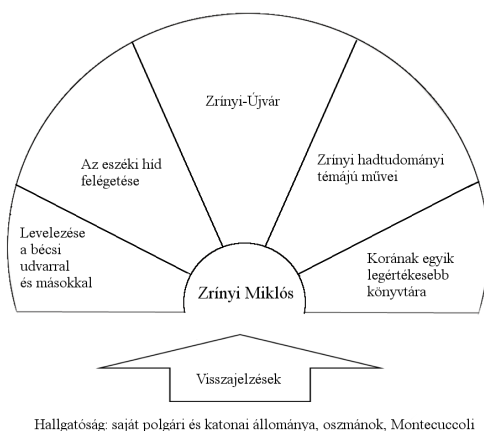 Zrínyi-Újvár
Az eszéki híd
felégetése
Zrínyi hadtudományi
témájú művei
Levelezése
a bécsi
udvarral
és másokkal
Korának egyik
legértékesebb
könyvtára
Zrínyi Miklós
Visszajelzések
Hallgatóság: saját polgári és katonai állománya, oszmánok, Montecuccoli